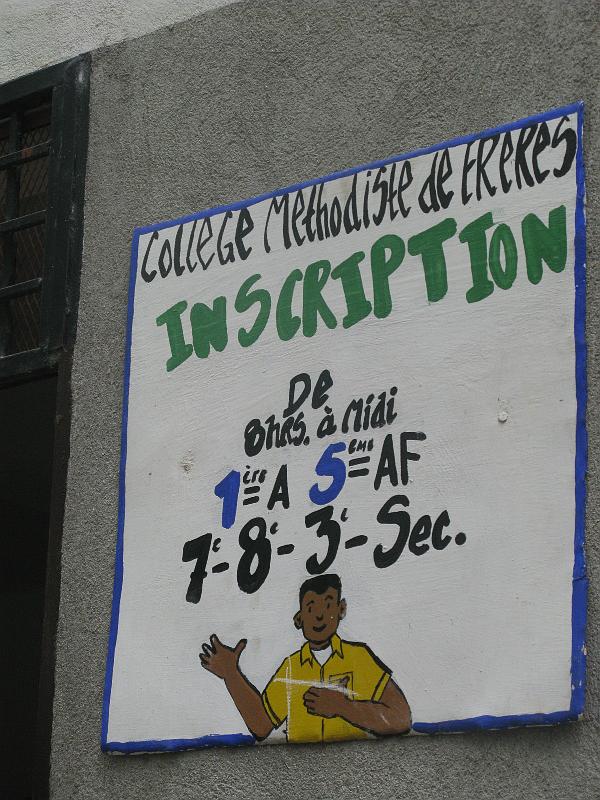 COLLEGE Methodiste de FRERES
INSCRIPTION
De
8hRS. à Midi
1ère A 5ème AF
7e - 8e - 3e - Sec.